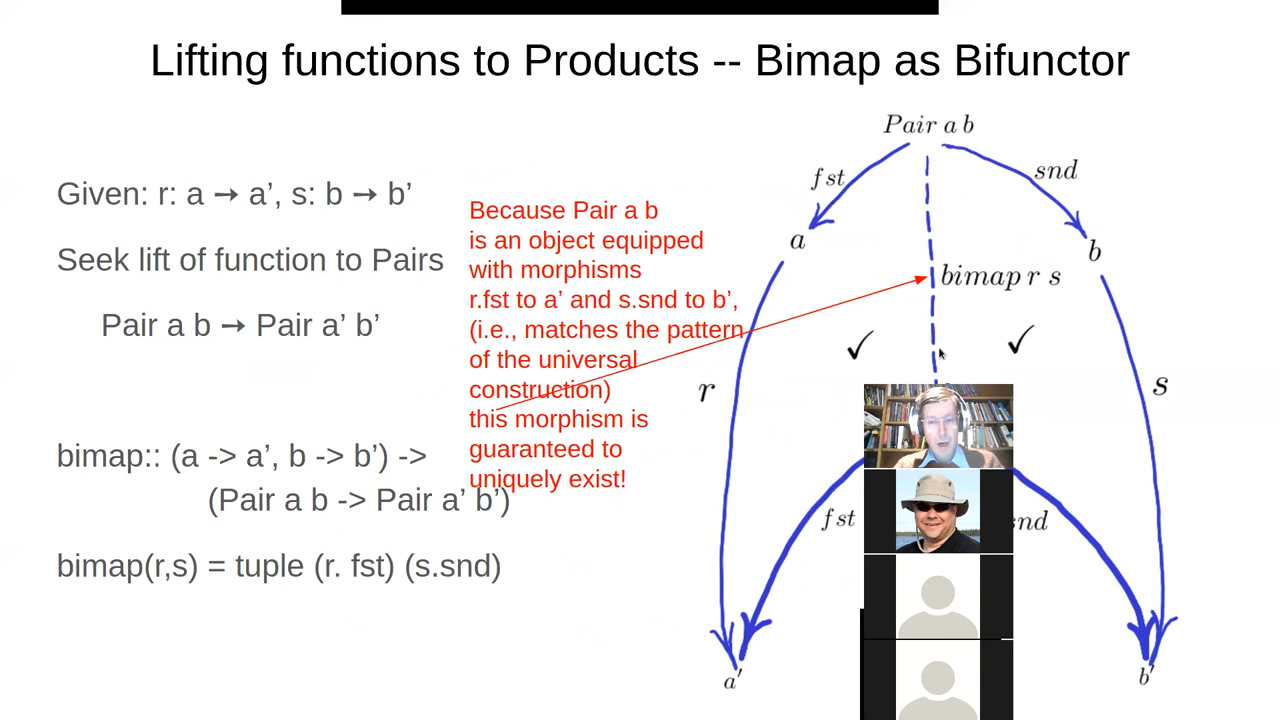 Lifting functions to Products -- Bimap as Bifunctor
Given: r: a → a’, s: b → b’
Seek lift of function to Pairs
Pair a b → Pair a’ b’
bimap:: (a -> a’, b -> b’) ->
(Pair a b -> Pair a’ b’)
bimap(r,s) = tuple (r. fst) (s.snd)
Because Pair a b
is an object equipped
with morphisms
r.fst to a’ and s.snd to b’,
(i.e., matches the pattern
of the universal
construction)
this morphism is
guaranteed to
uniquely exist!
Pair a b
fst
snd
a
b
bimap r s
✓
✓
r
s
fst
snd
a'
b'